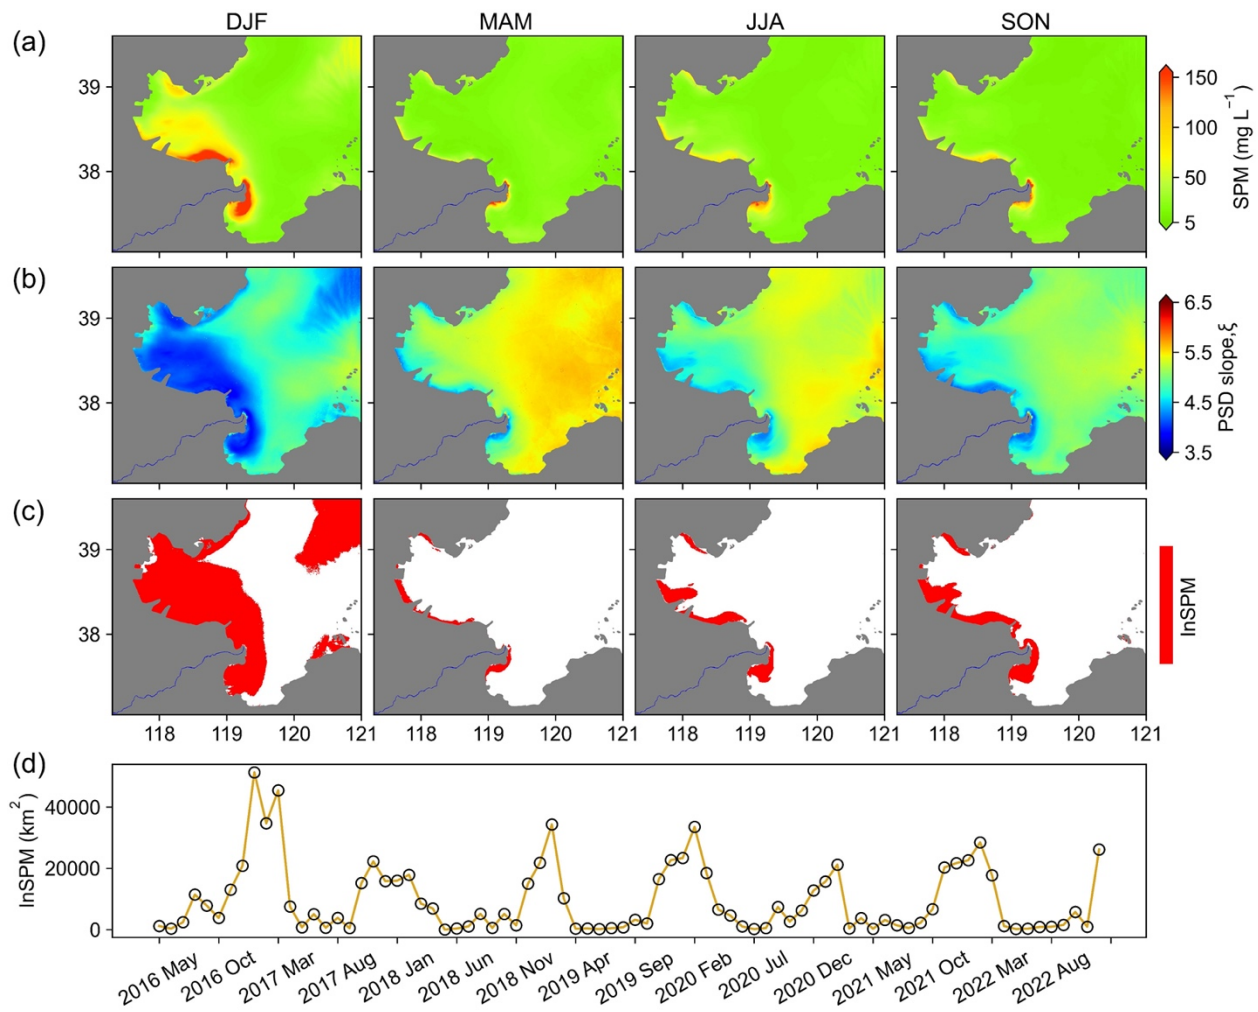 DJF MAM JJA SON
(a)
39
38
150
100
50
5
SPM (mg L−1)
(b)
39
38
6.5
5.5
4.5
3.5
PSD slope,ξ
(c)
39
38
InSPM
118 119 120 121 118 119 120 121 118 119 120 121 118 119 120 121
(d)
InSPM (km2)
40000
20000
0
2016 May 2016 Oct 2017 Mar 2017 Aug 2018 Jan 2018 Jun 2018 Nov 2019 Apr 2019 Sep 2020 Feb 2020 Jul 2020 Dec 2021 May 2021 Oct 2022 Mar 2022 Aug